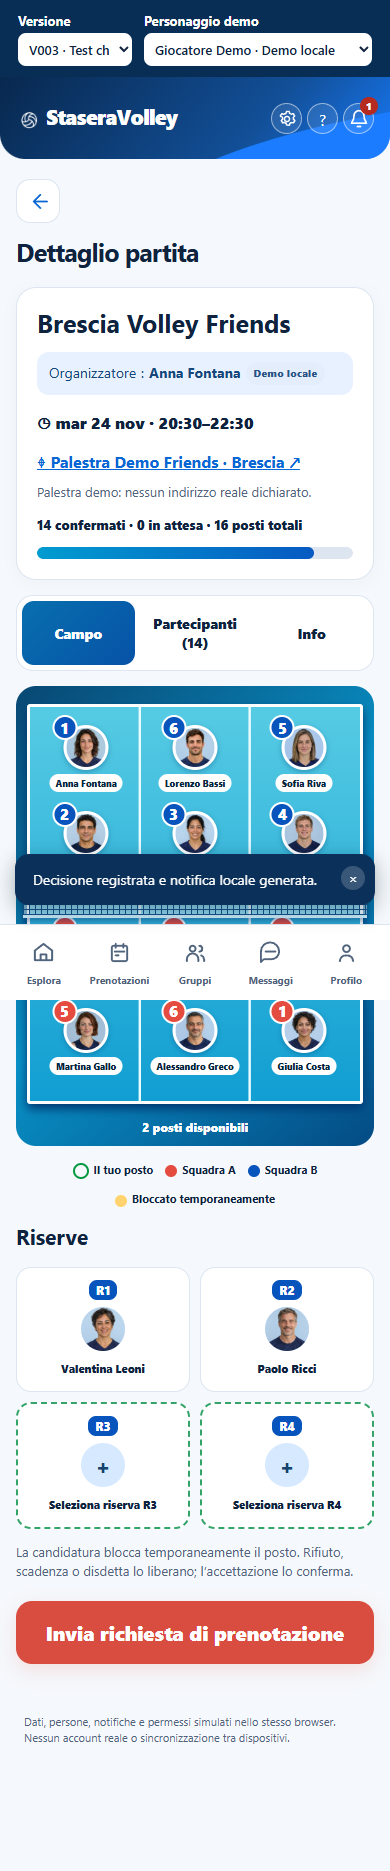 Versione
Personaggio demo
V003 · Test ch
Giocatore Demo · Demo locale
StaseraVolley
?
1
Dettaglio partita
Brescia Volley Friends
Organizzatore : Anna Fontana Demo locale
mar 24 nov · 20:30–22:30
Palestra Demo Friends · Brescia ↗
Palestra demo: nessun indirizzo reale dichiarato.
14 confermati · 0 in attesa · 16 posti totali
Campo
Partecipanti
(14)
Info
1
6
5
Anna Fontana
Lorenzo Bassi
Sofia Riva
2
3
4
Decisione registrata e notifica locale generata.
×
Esplora
Prenotazioni
Gruppi
Messaggi
Profilo
5
6
1
Martina Gallo
Alessandro Greco
Giulia Costa
2 posti disponibili
Il tuo posto
Squadra A
Squadra B
Bloccato temporaneamente
Riserve
R1
R2
Valentina Leoni
Paolo Ricci
R3
R4
+
+
Seleziona riserva R3
Seleziona riserva R4
La candidatura blocca temporaneamente il posto. Rifiuto,
scadenza o disdetta lo liberano; l'accettazione lo conferma.
Invia richiesta di prenotazione
Dati, persone, notifiche e permessi simulati nello stesso browser.
Nessun account reale o sincronizzazione tra dispositivi.